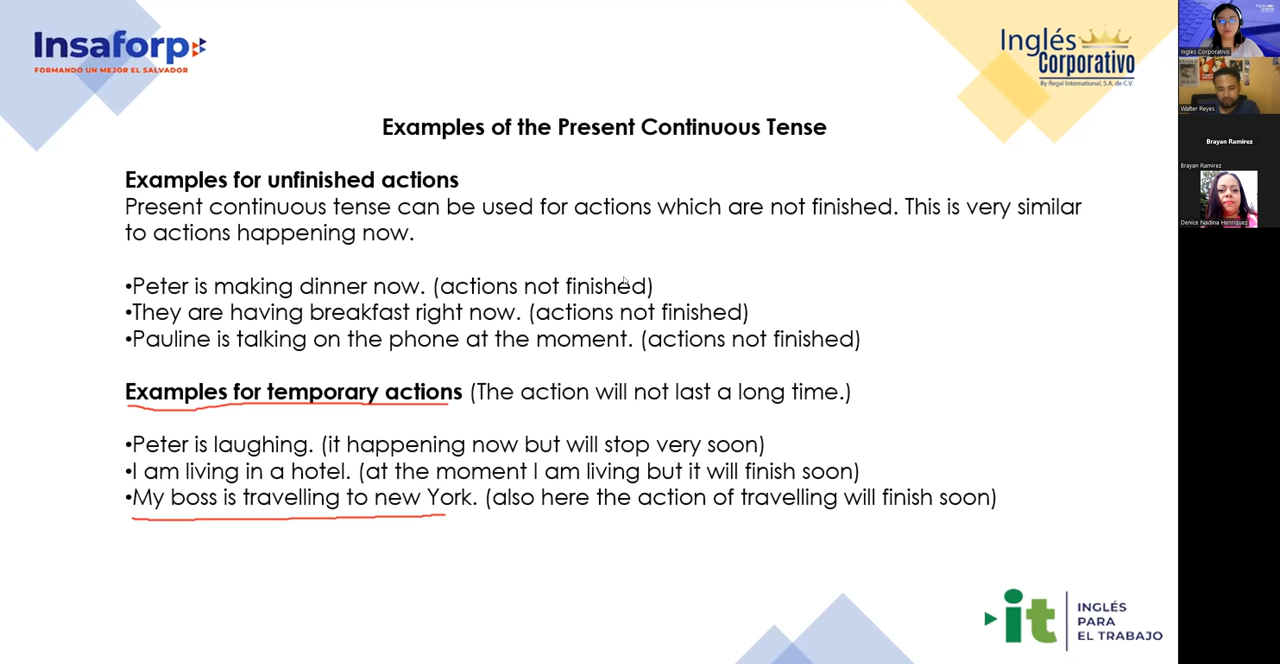 Insaforp
FORMANDO UN MEJOR EL SALVADOR
Inglés
Corporativo
By Regal International, S.A. de C.V.
Examples of the Present Continuous Tense
Examples for unfinished actions
Present continuous tense can be used for actions which are not finished. This is very similar
to actions happening now.
•Peter is making dinner now. (actions not finished)
•They are having breakfast right now. (actions not finished)
•Pauline is talking on the phone at the moment. (actions not finished)
Examples for temporary actions (The action will not last a long time.)
•Peter is laughing. (it happening now but will stop very soon)
•I am living in a hotel. (at the moment I am living but it will finish soon)
•My boss is travelling to new York. (also here the action of travelling will finish soon)
it
INGLÉS
PARA
EL TRABAJO
Inglés Corporativo
Walter Reyes
Brayan Ramirez
Brayan Ramirez
Denice Nadina Henriquez